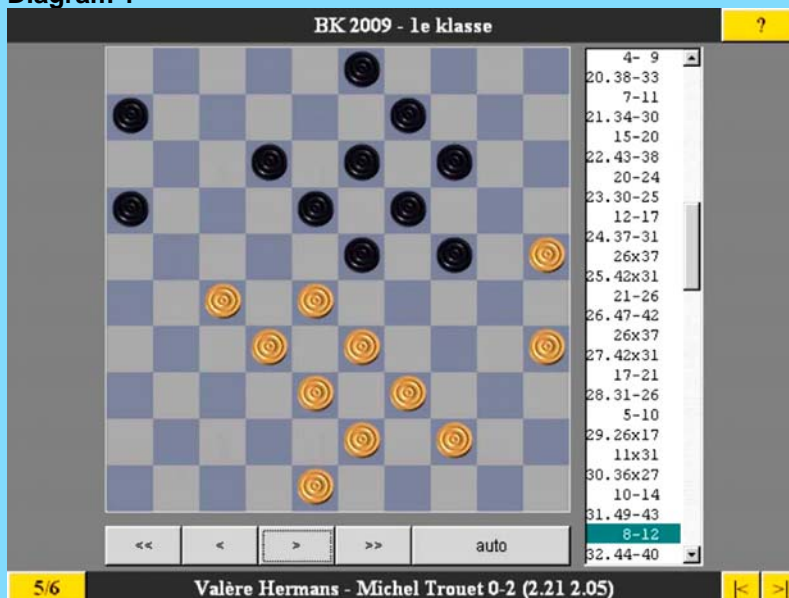 Diagram 1
BK 2009 - 1e klasse
?
4- 9
20.38-33
7-11
21.34-30
15-20
22.43-38
20-24
23.30-25
12-17
24.37-31
26x37
25.42x31
21-26
26.47-42
26x37
27.42x31
17-21
28.31-26
5-10
29.26x17
11x31
30.36x27
10-14
31.49-43
8-12
32.44-40
<< < > >> auto
5/6 Valère Hermans - Michel Trouet 0-2 (2.21 2.05) |< >|